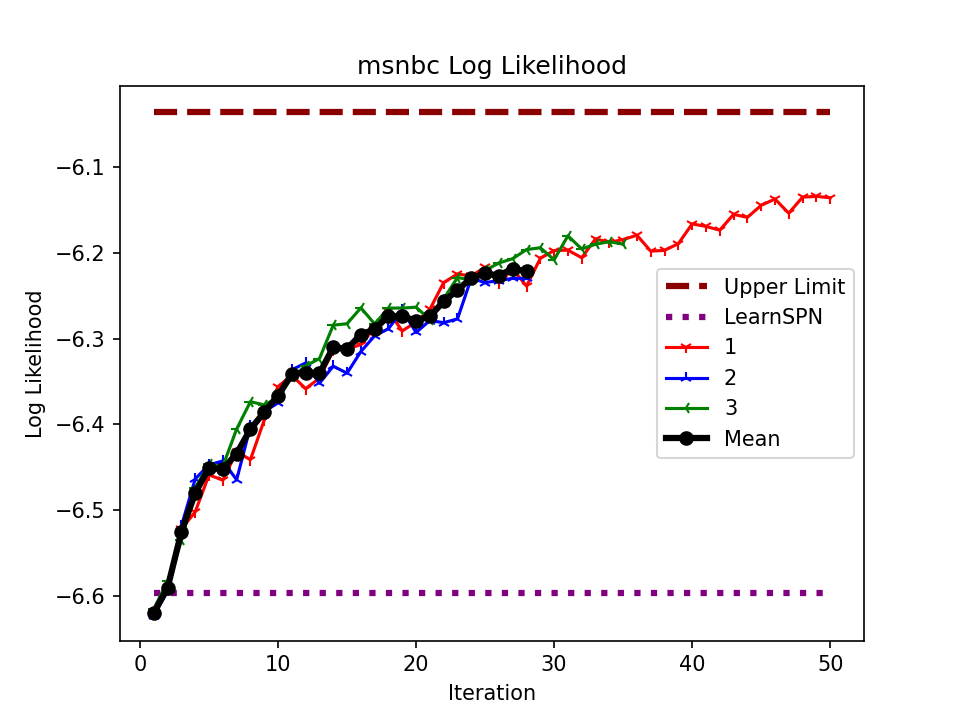 msnbc Log Likelihood
Log Likelihood
−6.1
−6.2
−6.3
−6.4
−6.5
−6.6
Upper Limit
LearnSPN
1
2
3
Mean
0 10 20 30 40 50
Iteration